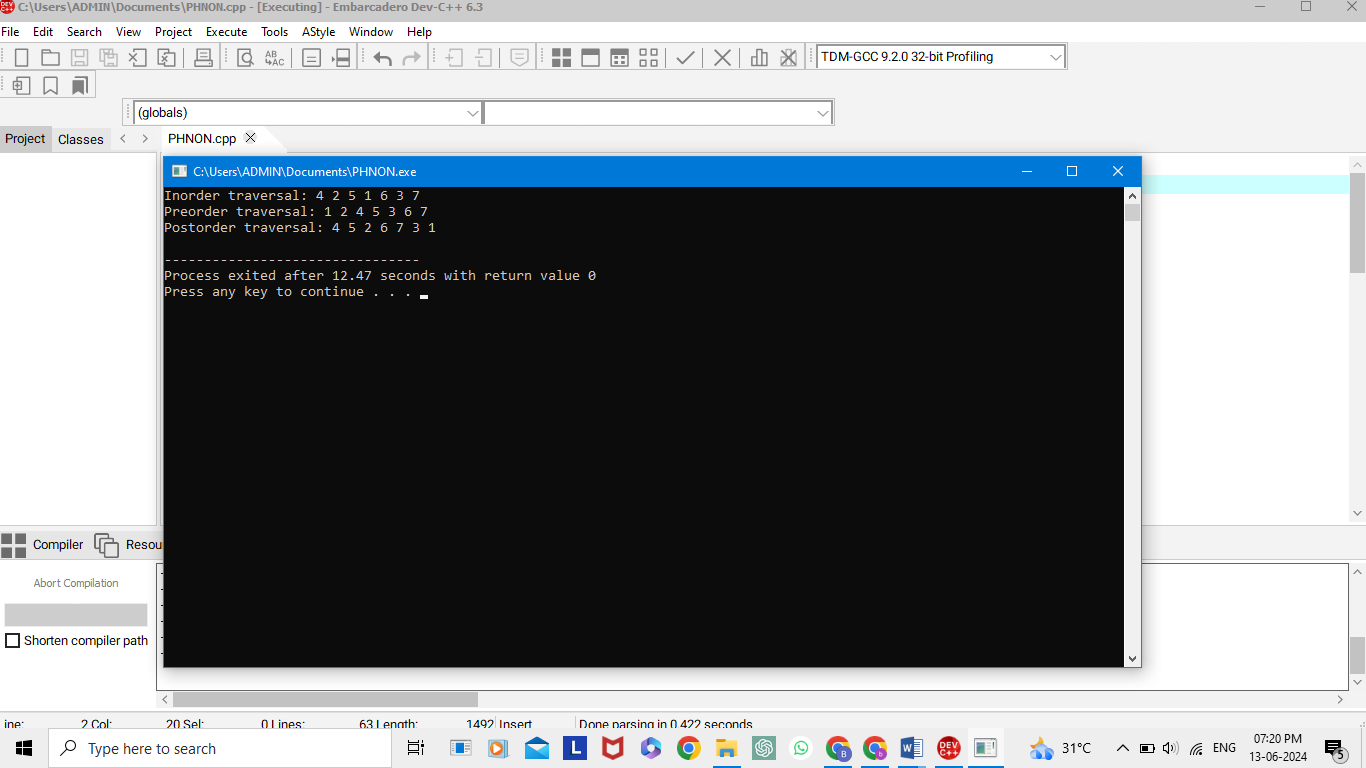 C:\Users\ADMIN\Documents\PHNON.cpp - [Executing] - Embarcadero Dev-C++ 6.3
File Edit Search View Project Execute Tools AStyle Window Help
TDM-GCC 9.2.0 32-bit Profiling
(globals)
Project Classes PHNON.cpp
C:\Users\ADMIN\Documents\PHNON.exe
Inorder traversal: 4 2 5 1 6 3 7
Preorder traversal: 1 2 4 5 3 6 7
Postorder traversal: 4 5 2 6 7 3 1
--------------------------------
Process exited after 12.47 seconds with return value 0
Press any key to continue . . .
Compiler Resou
Abort Compilation
Shorten compiler path
ine: 2 Col: 20 Sel: 0 Lines: 63 Length: 1492 Insert Done parsing in 0.422 seconds
Type here to search
31°C ENG 07:20 PM
13-06-2024
5